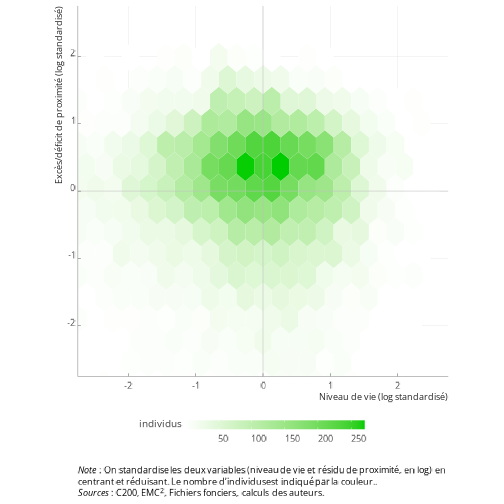 Excès/déficit de proximité (log standardisé)
2
1
0
-1
-2
-2 -1 0 1 2
Niveau de vie (log standardisé)
individus
50 100 150 200 250
Note : On standardise les deux variables (niveau de vie et résidu de proximité, en log) en
centrant et réduisant. Le nombre d'individus est indiqué par la couleur..
Sources : C200, EMC², Fichiers fonciers, calculs des auteurs.